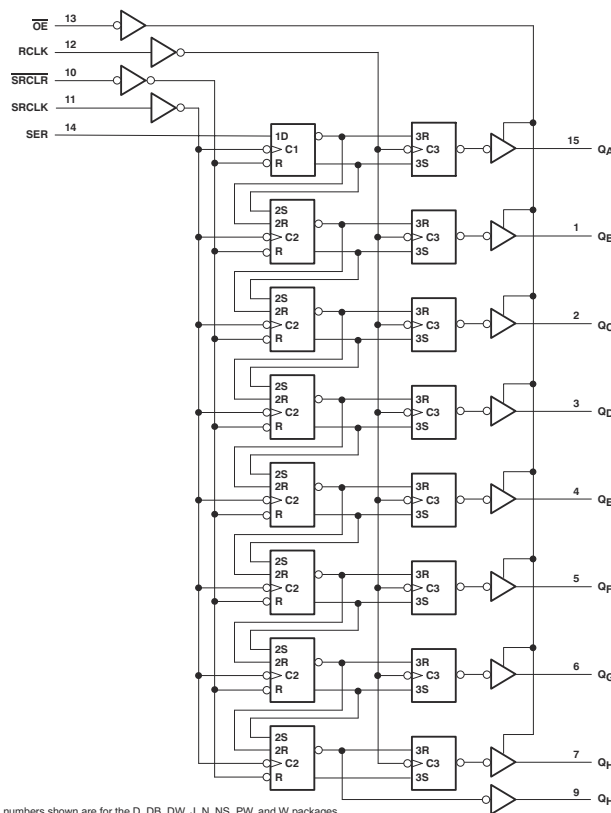 OE 13
RCLK 12
SRCLR 10
SRCLK 11
SER 14
1D
C1
R
3R
C3
3S
15 QA
2S
2R
C2
R
3R
C3
3S
1 QB
2S
2R
C2
R
3R
C3
3S
2 QC
2S
2R
C2
R
3R
C3
3S
3 QD
2S
2R
C2
R
3R
C3
3S
4 QE
2S
2R
C2
R
3R
C3
3S
5 QF
2S
2R
C2
R
3R
C3
3S
6 QG
2S
2R
C2
R
3R
C3
3S
7 QH
9 QH
numbers shown are for the D, DB, DW, J, N, NS, PW, and W packages